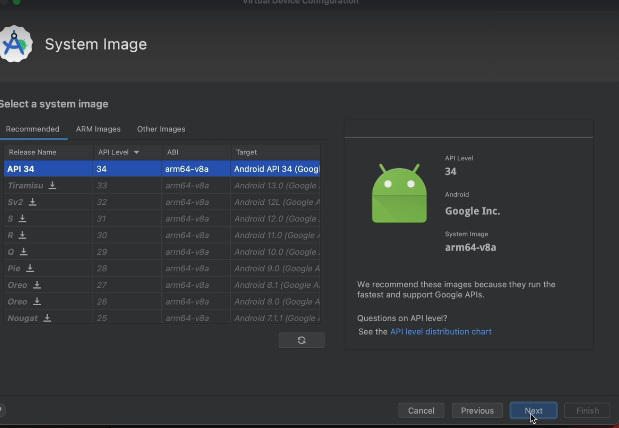 Virtual Device Configuration
System Image
Select a system image
Recommended ARM Images Other Images
Release Name API Level ABI Target
API 34 34 arm64-v8a Android API 34 (Googl
Tiramisu 33 arm64-v8a Android 13.0 (Google
Sv2 32 arm64-v8a Android 12L (Google A
S 31 arm64-v8a Android 12.0 (Google
R 30 arm64-v8a Android 11.0 (Google
Q 29 arm64-v8a Android 10.0 (Google
Pie 28 arm64-v8a Android 9.0 (Google A
Oreo 27 arm64-v8a Android 8.1 (Google A
Oreo 26 arm64-v8a Android 8.0 (Google
Nougat 25 arm64-v8a Android 7.1.1 (Google
API Level
34
Android
Google Inc.
System Image
arm64-v8a
We recommend these images because they run the
fastest and support Google APIs.
Questions on API level?
See the API level distribution chart
? Cancel Previous Next Finish